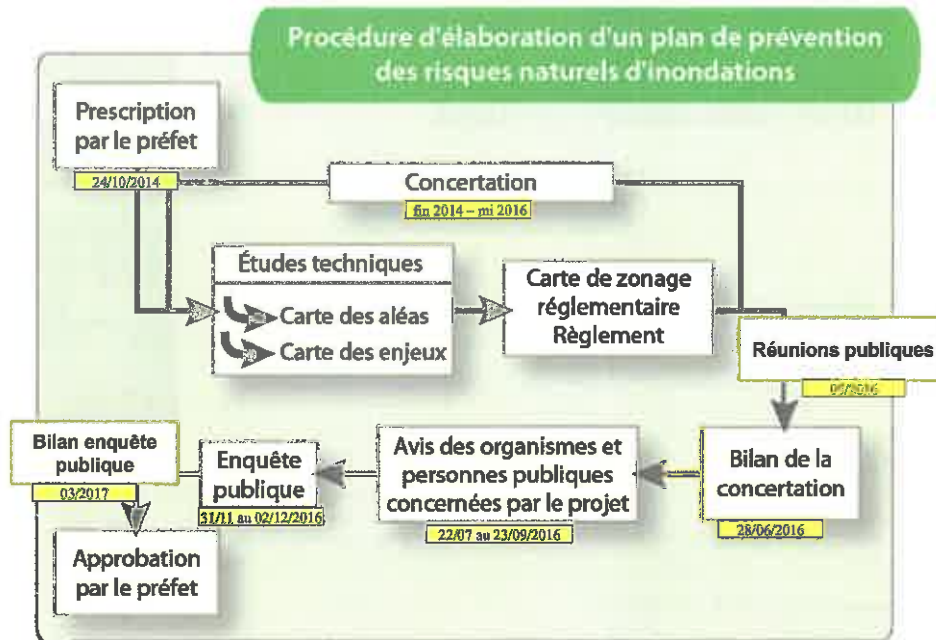 Procédure d'élaboration d'un plan de prévention
des risques naturels d'inondations
Prescription
par le préfet
24/10/2014
Concertation
fin 2014 – mi 2016
Études techniques
Carte des aléas
Carte des enjeux
Carte de zonage
réglementaire
Règlement
Réunions publiques
Bilan de la
concertation
28/06/2016
Avis des organismes et
personnes publiques
concernées par le projet
22/07 au 23/09/2016
Enquête
publique
31/11 au 02/12/2016
Bilan enquête
publique
03/2017
Approbation
par le préfet